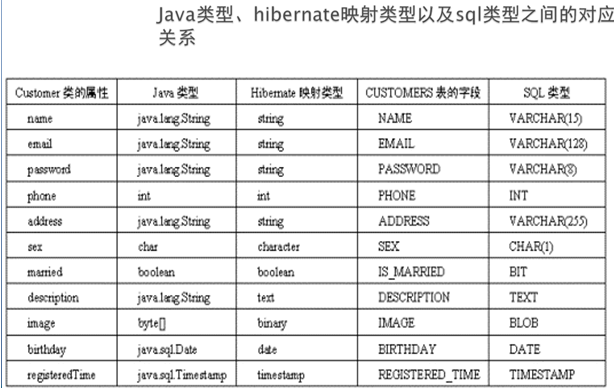 Java类型、hibernate映射类型以及sql类型之间的对应
关系
Customer 类的属性 Java 类型 Hibernate 映射类型 CUSTOMERS 表的字段 SQL 类型
name java.lang.String string NAME VARCHAR(15)
email java.lang.String string EMAIL VARCHAR(128)
password java.lang.String string PASSWORD VARCHAR(8)
phone int int PHONE INT
address java.lang.String string ADDRESS VARCHAR(255)
sex char character SEX CHAR(1)
married boolean boolean IS_MARRIED BIT
description java.lang.String text DESCRIPTION TEXT
image byte[] binary IMAGE BLOB
birthday java.sql.Date date BIRTHDAY DATE
registeredTime java.sql.Timestamp timestamp REGISTERED_TIME TIMESTAMP